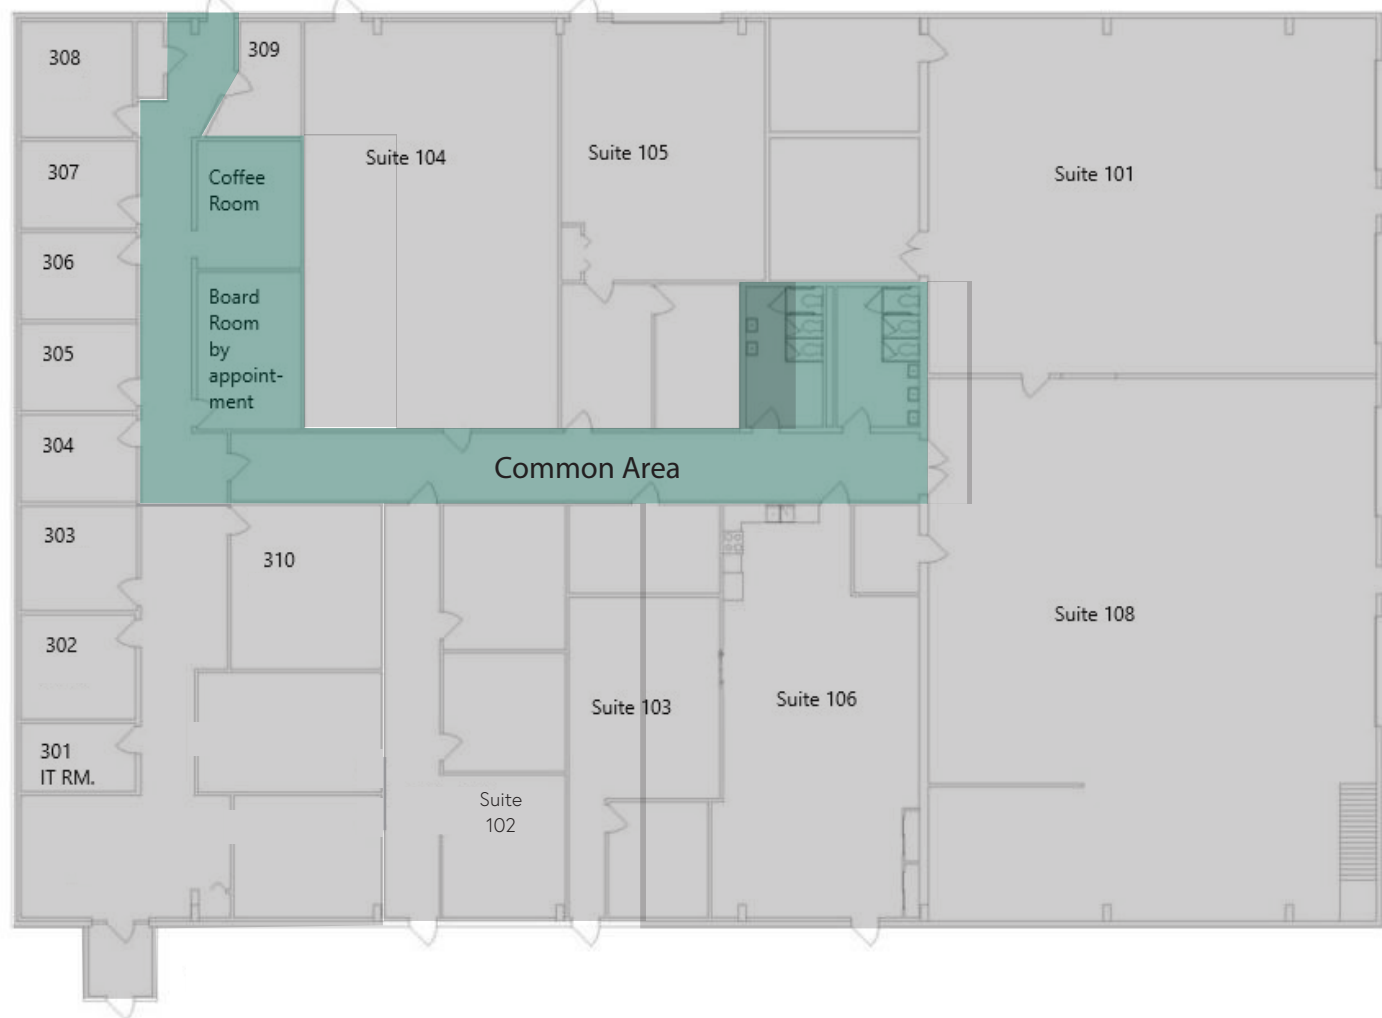 308
309
307
Coffee
Room
Suite 104
Suite 105
Suite 101
306
Board
Room
by
appoint-
ment
305
304
Common Area
303
310
302
Suite 108
Suite 103
Suite 106
301
IT RM.
Suite
102